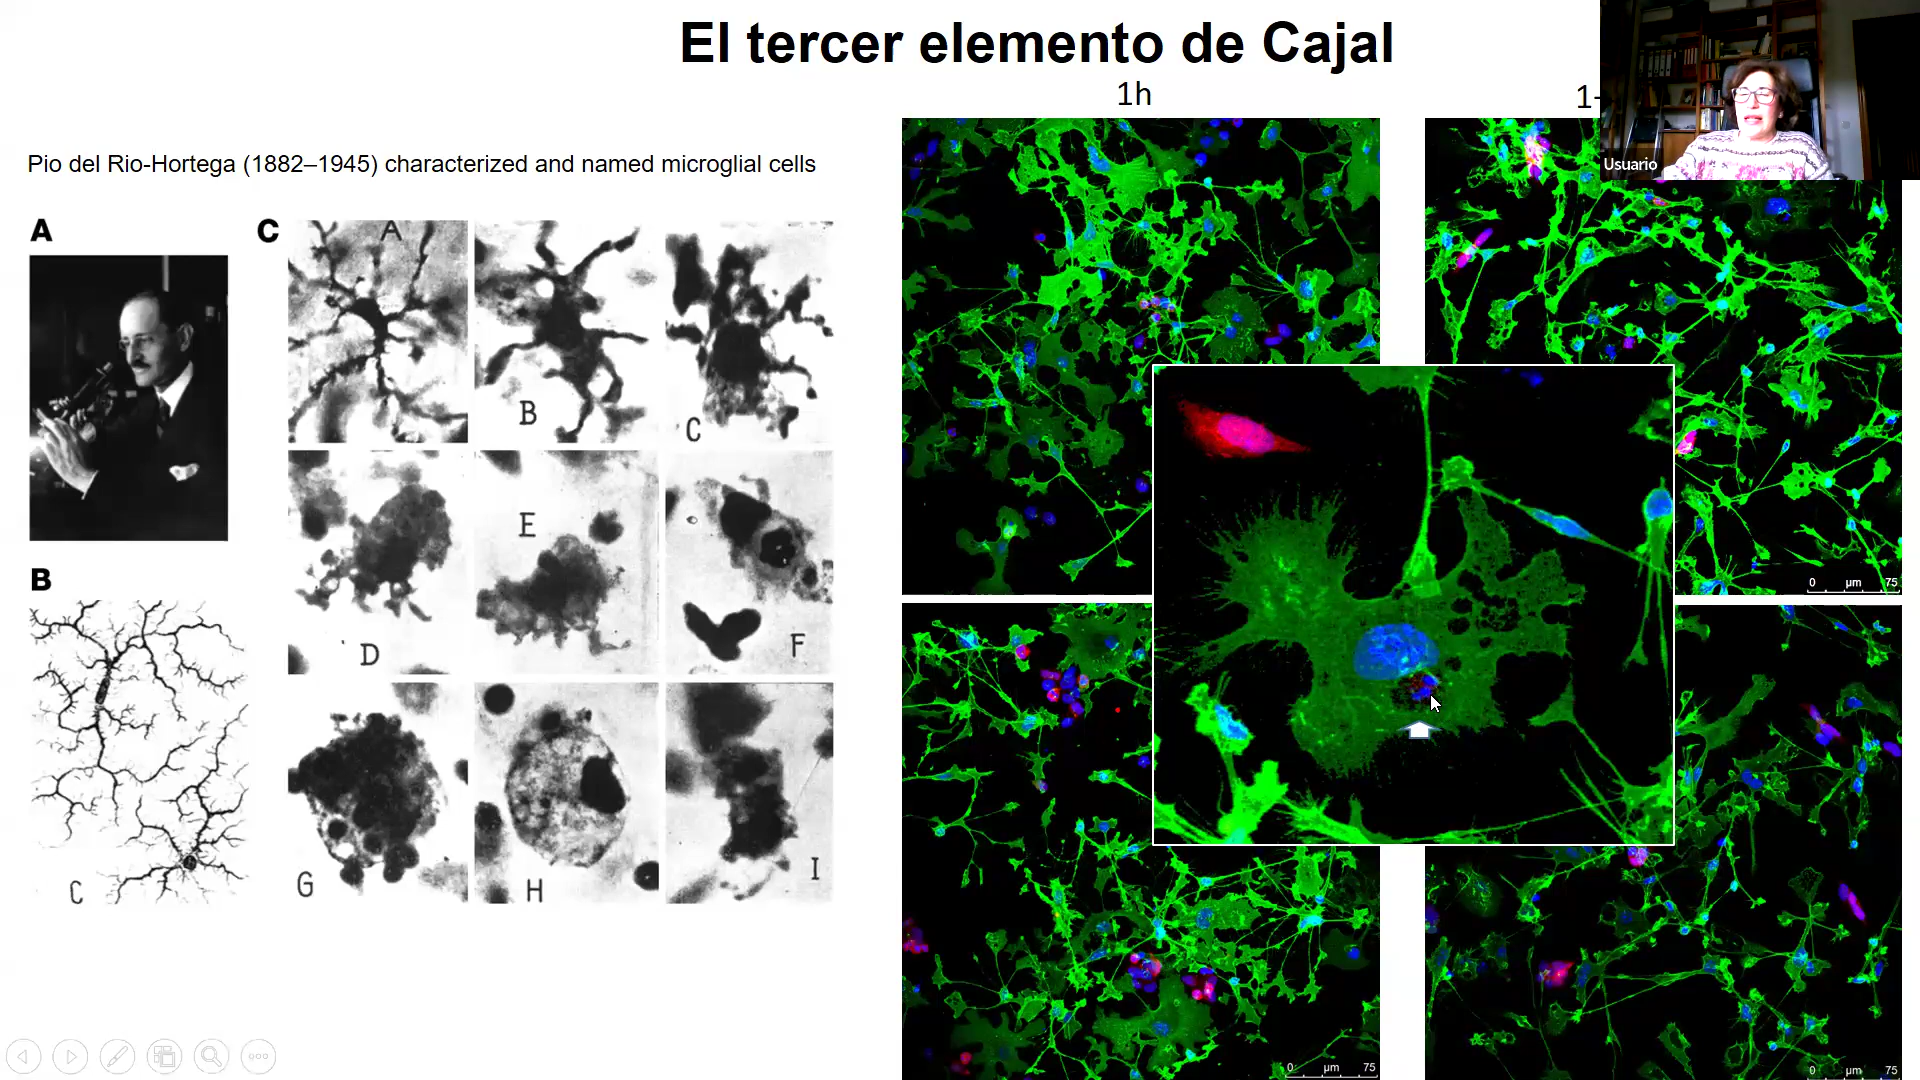 El tercer elemento de Cajal
1h
1-
Usuario
Pio del Rio-Hortega (1882–1945) characterized and named microglial cells
A
C
A
B
C
D
E
F
G
H
I
B
C
0 µm 75
0 µm 75
0 µm 75